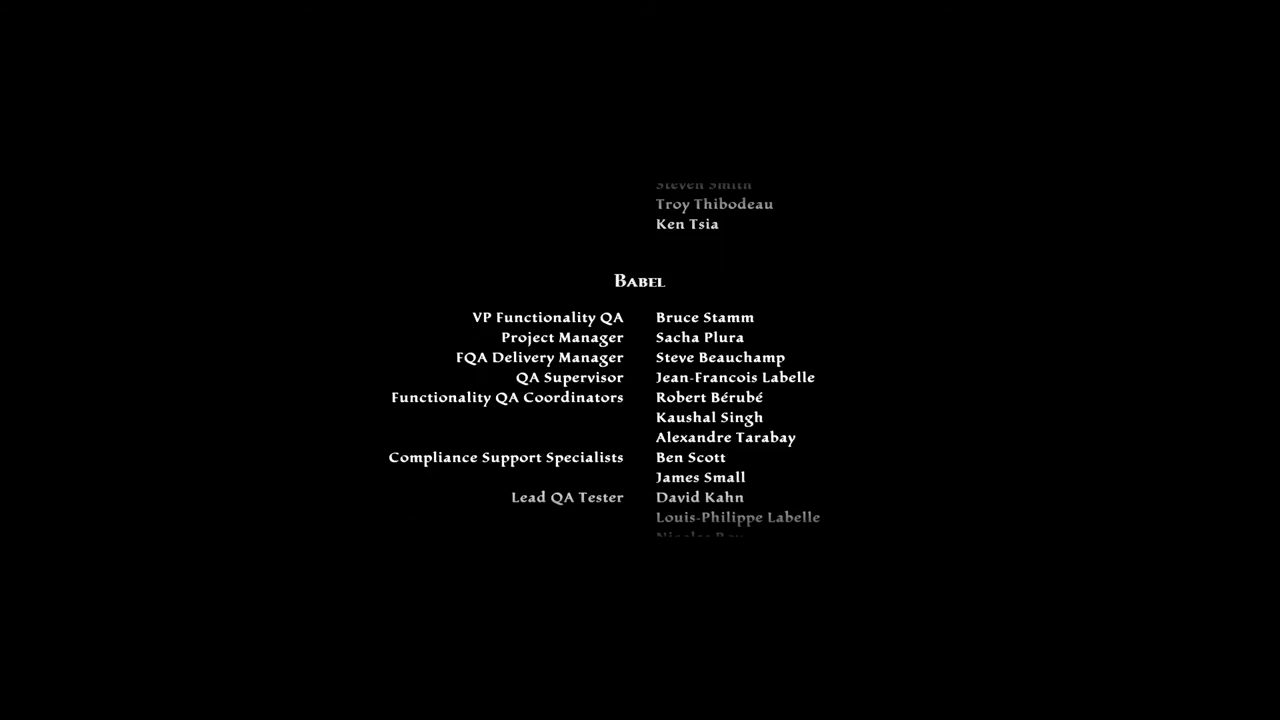 Steven Smith
Troy Thibodeau
Ken Tsia
Babel
VP Functionality QA Bruce Stamm
Project Manager Sacha Plura
FQA Delivery Manager Steve Beauchamp
QA Supervisor Jean-Francois Labelle
Functionality QA Coordinators Robert Bérubé
Kaushal Singh
Alexandre Tarabay
Compliance Support Specialists Ben Scott
James Small
Lead QA Tester David Kahn
Louis-Philippe Labelle